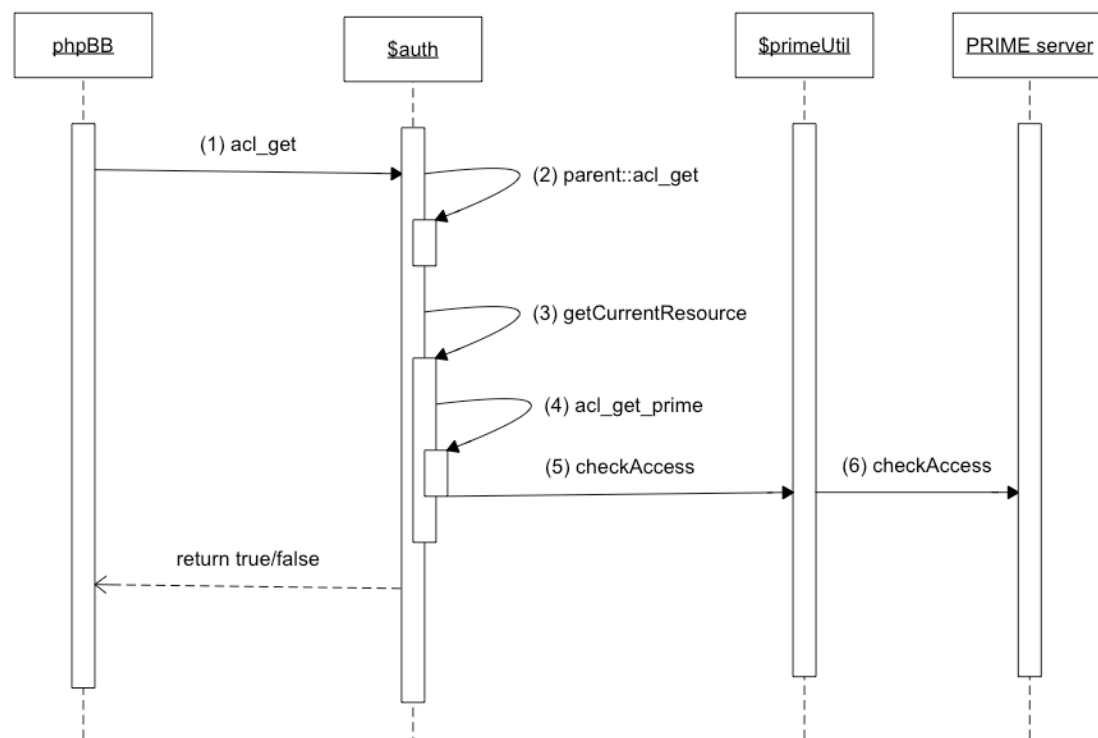 phpBB
$auth
$primeUtil
PRIME server
(1) acl_get
(2) parent::acl_get
(3) getCurrentResource
(4) acl_get_prime
(5) checkAccess
(6) checkAccess
return true/false